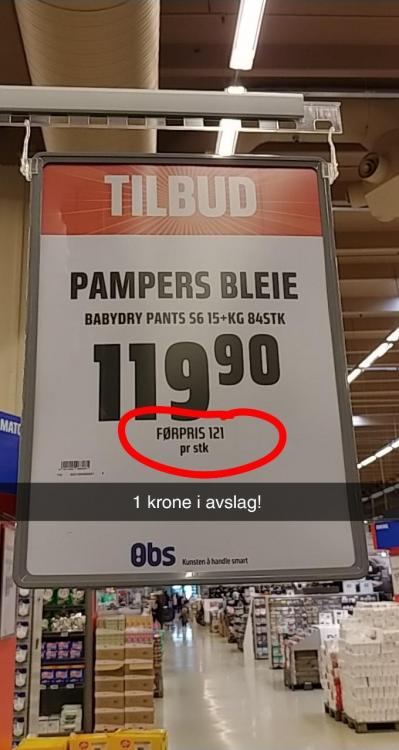 TILBUD
PAMPERS BLEIE
BABYDRY PANTS S6 15+KG 84STK
119 90
FØRPRIS 121
pr stk
1 krone i avslag!
Obs Kunsten å handle smart